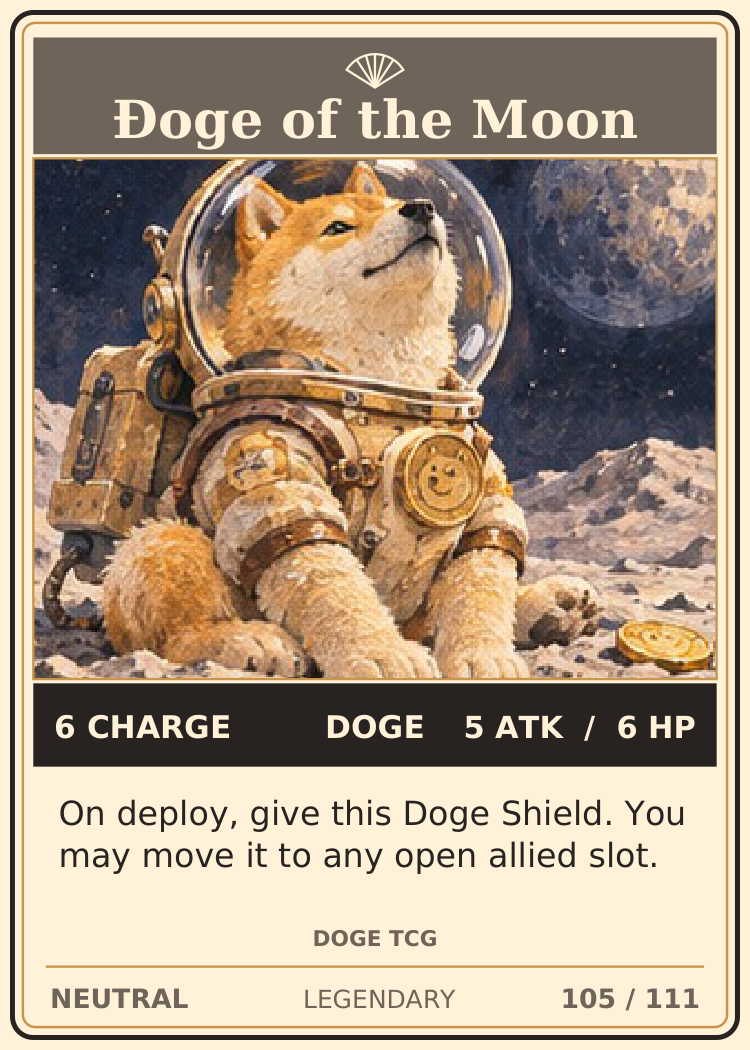 Ðoge of the Moon
6 CHARGE DOGE 5 ATK / 6 HP
On deploy, give this Doge Shield. You
may move it to any open allied slot.
DOGE TCG
NEUTRAL LEGENDARY 105 / 111